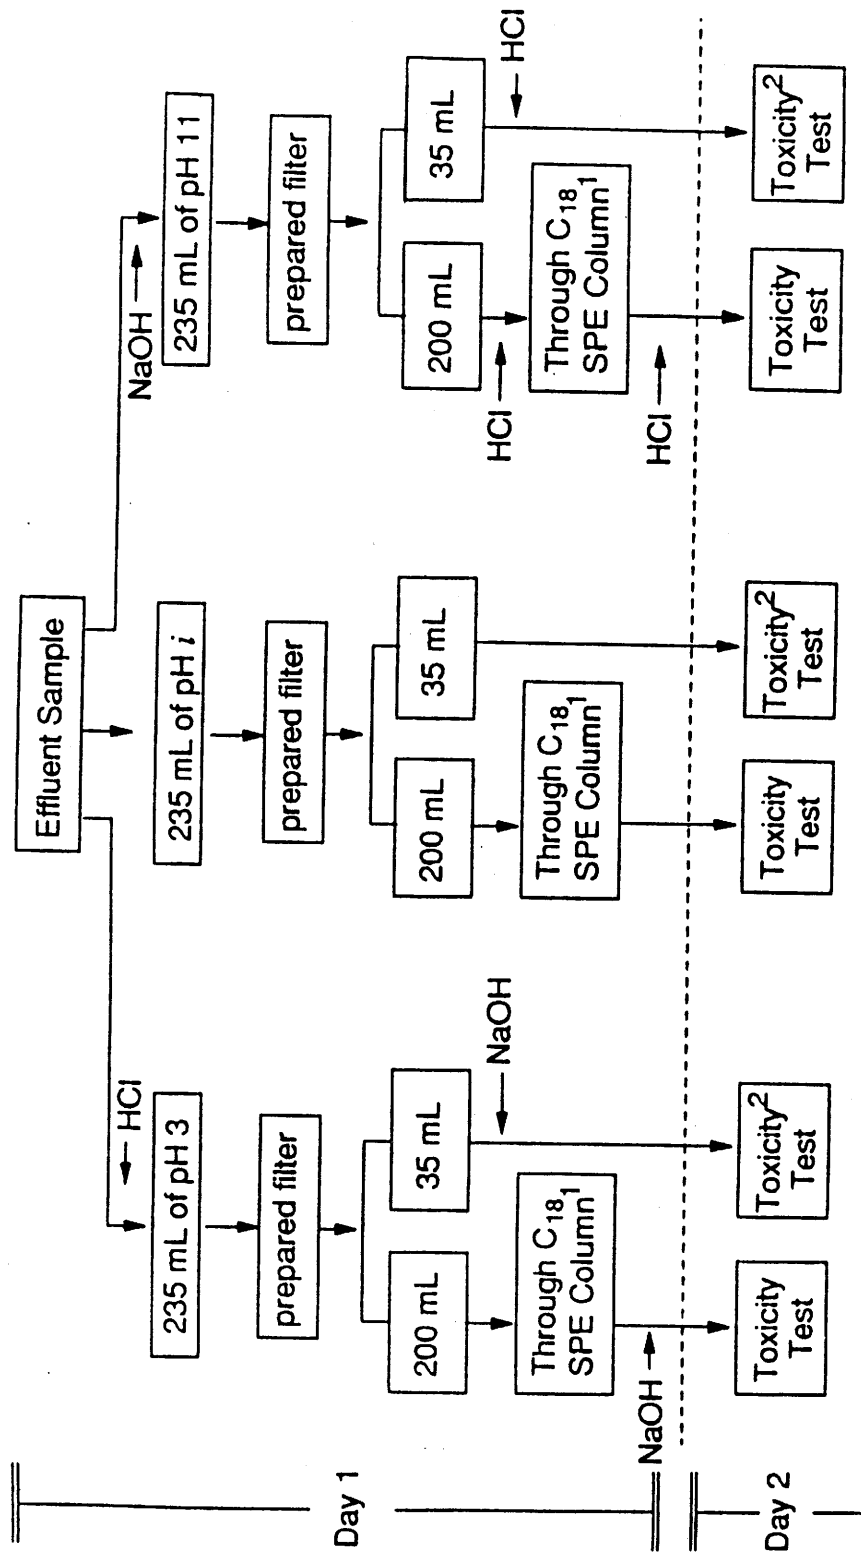 Effluent Sample
HCl
NaOH
235 mL of pH 3
235 mL of pH i
235 mL of pH 11
prepared filter
prepared filter
prepared filter
200 mL
35 mL
200 mL
35 mL
200 mL
35 mL
NaOH
HCl
HCl
Through C18
SPE Column1
Through C18
SPE Column1
Through C18
SPE Column1
NaOH
HCl
Day 1
Toxicity
Test
Toxicity2
Test
Toxicity
Test
Toxicity2
Test
Toxicity
Test
Toxicity2
Test
Day 2